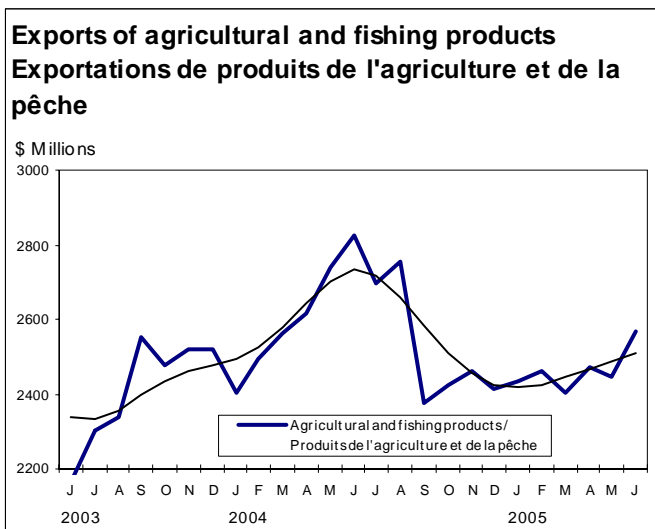 Exports of agricultural and fishing products
Exportations de produits de l'agriculture et de la
pêche
$ Millions
3000
2800
2600
2400
2200
Agricultural and fishing products/
Produits de l'agriculture et de la pêche
J J A S O N D J F M A M J J A S O N D J F M A M J
2003 2004 2005